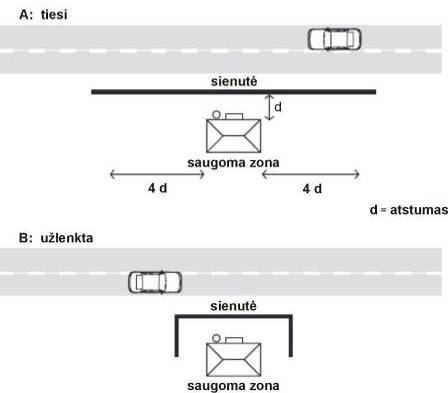 A: tiesi
sienutė
d
saugoma zona
4 d 4 d
d = atstumas
B: užlenkta
sienutė
saugoma zona